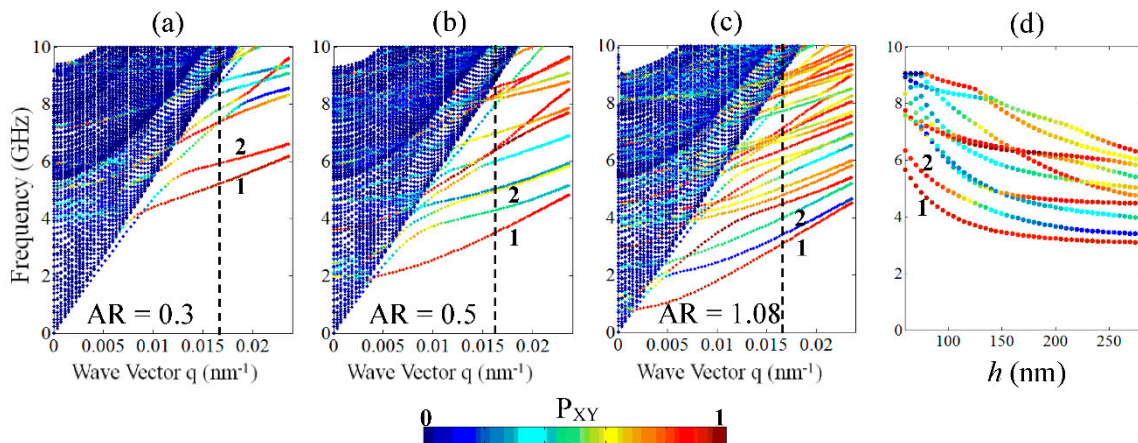 (a) (b) (c) (d)
10 10 10 10
8 8 8 8
6 6 6 6
4 4 4 4
2 2 2 2
0 0 0 0
Frequency (GHz)
2 1
2 1
2 1
2 1
AR = 0.3 AR = 0.5 AR = 1.08
0 0.005 0.01 0.015 0.02 0 0.005 0.01 0.015 0.02 0 0.005 0.01 0.015 0.02 100 150 200 250
Wave Vector q (nm-1) Wave Vector q (nm-1) Wave Vector q (nm-1) h (nm)
0 PXY 1